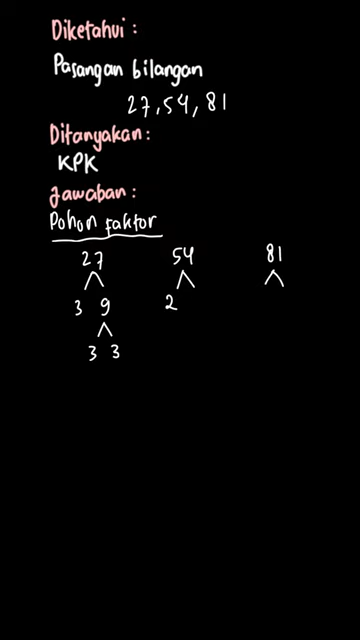 Diketahui :
Pasangan bilangan
27, 54, 81
Ditanyakan :
KPK
Jawaban :
Pohon faktor
27 54 81
3 9 2
3 3